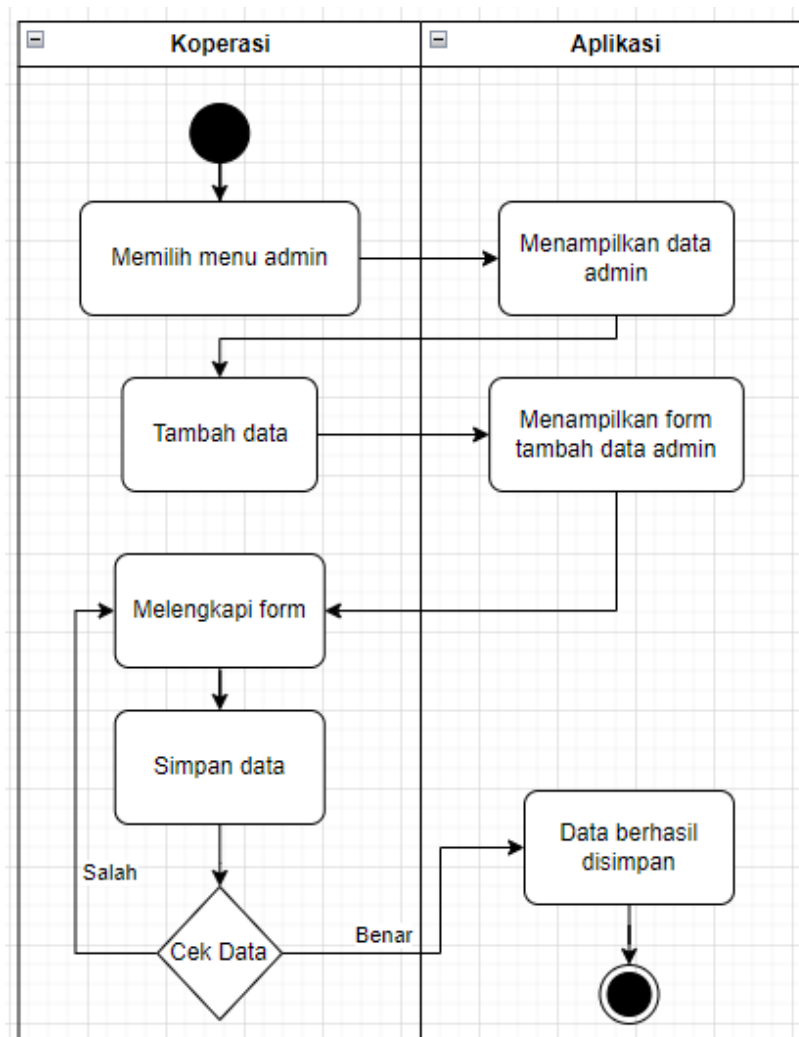 Koperasi
Aplikasi
Memilih menu admin
Menampilkan data
admin
Tambah data
Menampilkan form
tambah data admin
Melengkapi form
Simpan data
Data berhasil
disimpan
Salah
Benar
Cek Data